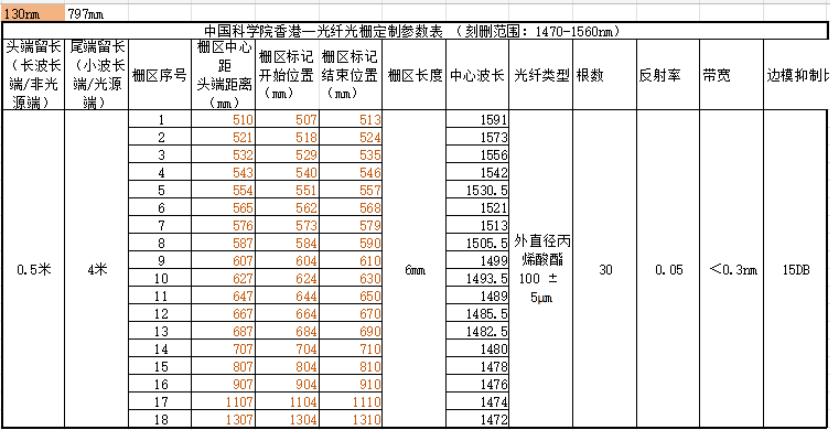 130nm 797mm
中国科学院香港—光纤光栅定制参数表 （刻删范围：1470-1560nm）
头端留长（长波长端/非光源端） 尾端留长（小波长端/光源端） 栅区序号 栅区中心距头端距离（mm） 栅区标记开始位置（mm） 栅区标记结束位置（mm） 栅区长度 中心波长 光纤类型 根数 反射率 带宽 边模抑制比
1 510 507 513 1591
2 521 518 524 1573
3 532 529 535 1556
4 543 540 546 1542
5 554 551 557 1530.5
6 565 562 568 1521
7 576 573 579 1513
8 587 584 590 1505.5
0.5米 4米 9 607 604 610 6mm 1499 外直径丙烯酸酯100 ± 5μm 30 0.05 ＜0.3nm 15DB
10 627 624 630 1493.5
11 647 644 650 1489
12 667 664 670 1485.5
13 687 684 690 1482.5
14 707 704 710 1480
15 807 804 810 1478
16 907 904 910 1476
17 1107 1104 1110 1474
18 1307 1304 1310 1472